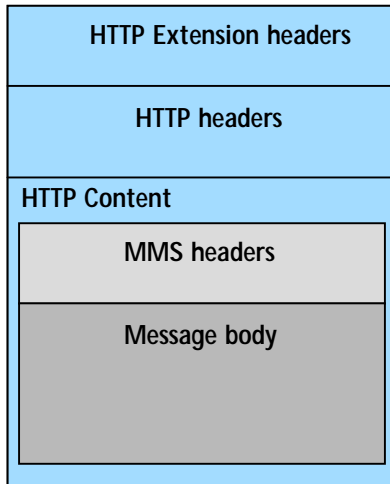 HTTP Extension headers
HTTP headers
HTTP Content
MMS headers
Message body